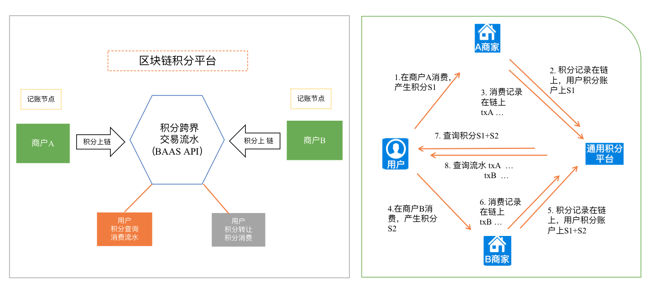 区块链积分平台
记账节点
记账节点
商户A
积分上链
积分跨界
交易流水
(BAAS API)
积分上 链
商户B
用户
积分查询
消费流水
用户
积分转让
积分消费
A商家
1.在商户A消费,
产生积分S1
2. 积分记录在链
上，用户积分账
户上S1
3. 消费记录
在链上
txA …
7. 查询积分S1+S2
用户
8. 查询流水 txA …
txB …
通用积分
平台
4.在商户B消
费，产生积分
S2
6. 消费记录
在链上
txB …
5. 积分记录在链
上，用户积分账
户上S1+S2
B商家